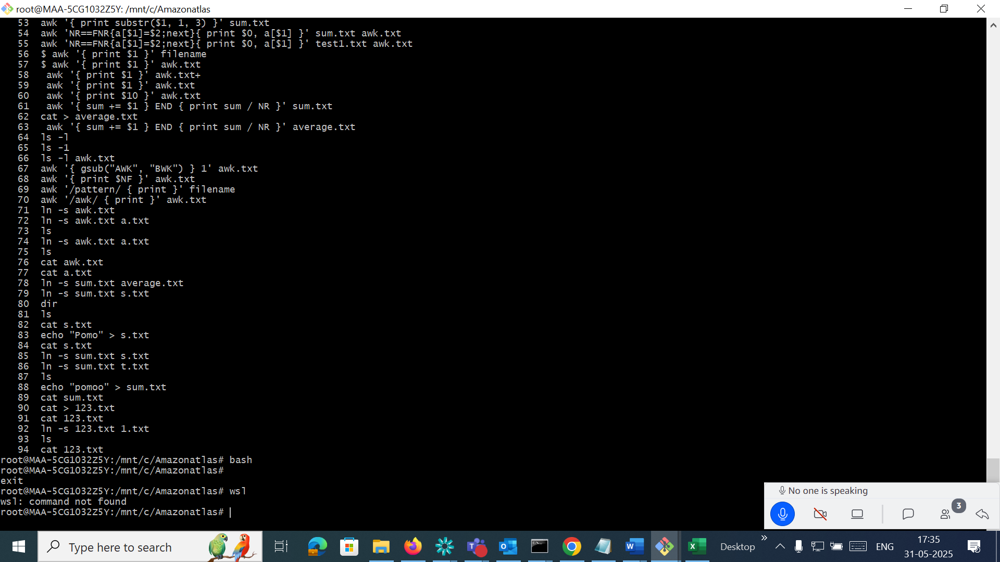 root@MAA-5CG1032Z5Y: /mnt/c/Amazonatlas
53 awk '{ print substr($1, 1, 3) }' sum.txt
54 awk 'NR==FNR{a[$1]=$2;next}{ print $0, a[$1] }' sum.txt awk.txt
55 awk 'NR==FNR{a[$1]=$2;next}{ print $0, a[$1] }' test1.txt awk.txt
56 $ awk '{ print $1 }' filename
57 $ awk '{ print $1 }' awk.txt
58 awk '{ print $1 }' awk.txt+
59 awk '{ print $1 }' awk.txt
60 awk '{ print $10 }' awk.txt
61 awk '{ sum += $1 } END { print sum / NR }' sum.txt
62 cat > average.txt
63 awk '{ sum += $1 } END { print sum / NR }' average.txt
64 ls -l
65 ls -1
66 ls -l awk.txt
67 awk '{ gsub("AWK", "BWK") } 1' awk.txt
68 awk '{ print $NF }' awk.txt
69 awk '/pattern/ { print }' filename
70 awk '/awk/ { print }' awk.txt
71 ln -s awk.txt
72 ln -s awk.txt a.txt
73 ls
74 ln -s awk.txt a.txt
75 ls
76 cat awk.txt
77 cat a.txt
78 ln -s sum.txt average.txt
79 ln -s sum.txt s.txt
80 dir
81 ls
82 cat s.txt
83 echo "Pomo" > s.txt
84 cat s.txt
85 ln -s sum.txt s.txt
86 ln -s sum.txt t.txt
87 ls
88 echo "pomoo" > sum.txt
89 cat sum.txt
90 cat > 123.txt
91 cat 123.txt
92 ln -s 123.txt 1.txt
93 ls
94 cat 123.txt
root@MAA-5CG1032Z5Y:/mnt/c/Amazonatlas# bash
root@MAA-5CG1032Z5Y:/mnt/c/Amazonatlas#
exit
root@MAA-5CG1032Z5Y:/mnt/c/Amazonatlas# wsl
wsl: command not found
root@MAA-5CG1032Z5Y:/mnt/c/Amazonatlas#
No one is speaking
3
Type here to search
Desktop
ENG
17:35
31-05-2025